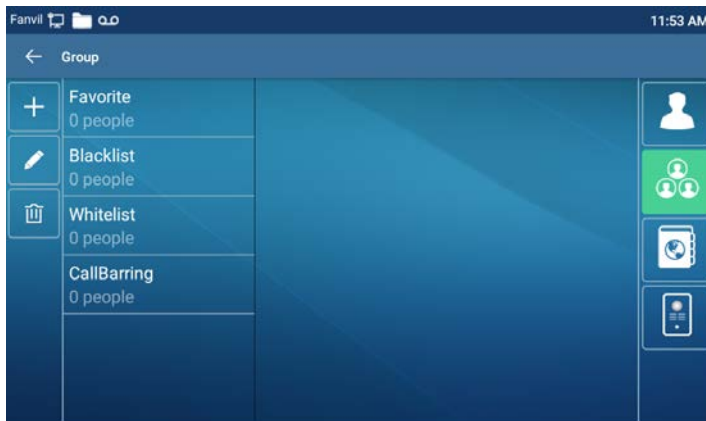 Fanvil 11:53 AM
Group
Favorite
0 people
Blacklist
0 people
Whitelist
0 people
CallBarring
0 people